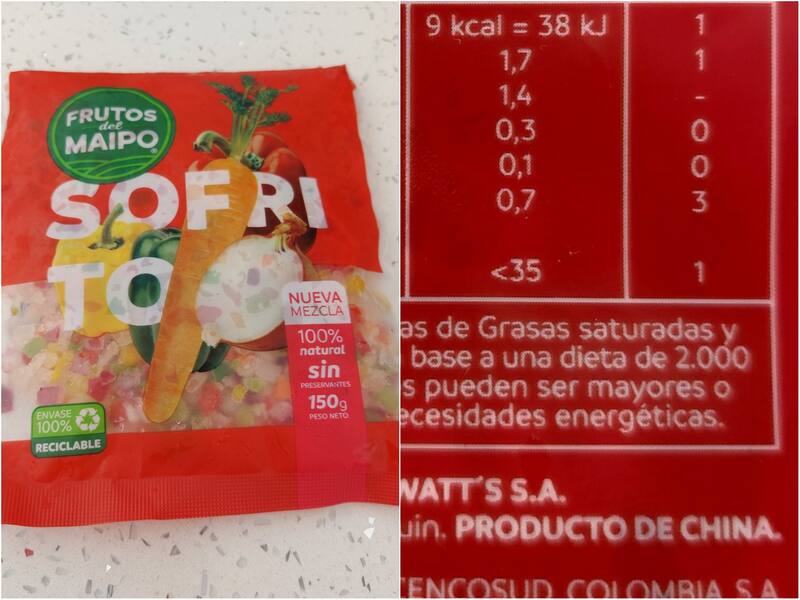 FRUTOS
del
MAIPO®
SOFRI
TO
NUEVA
MEZCLA
100%
natural
sin
PRESERVANTES
150g
PESO NETO
ENVASE
100%
RECICLABLE
9 kcal = 38 kJ 1
1,7 1
1,4 -
0,3 0
0,1 0
0,7 3
<35 1
as de Grasas saturadas y
base a una dieta de 2.000
s pueden ser mayores o
ecesidades energéticas.
WATT'S S.A.
uin. PRODUCTO DE CHINA.
CENCOSUD COLOMBIA S.A